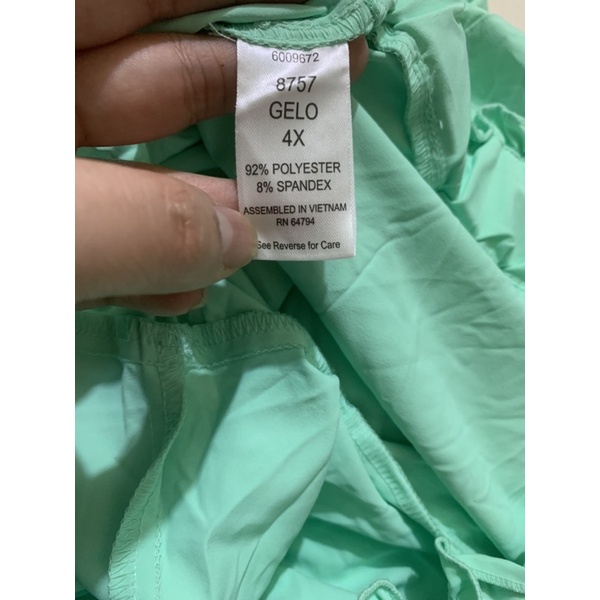 6009672
8757
GELO
4X
92% POLYESTER
8% SPANDEX
ASSEMBLED IN VIETNAM
RN 64794
See Reverse for Care